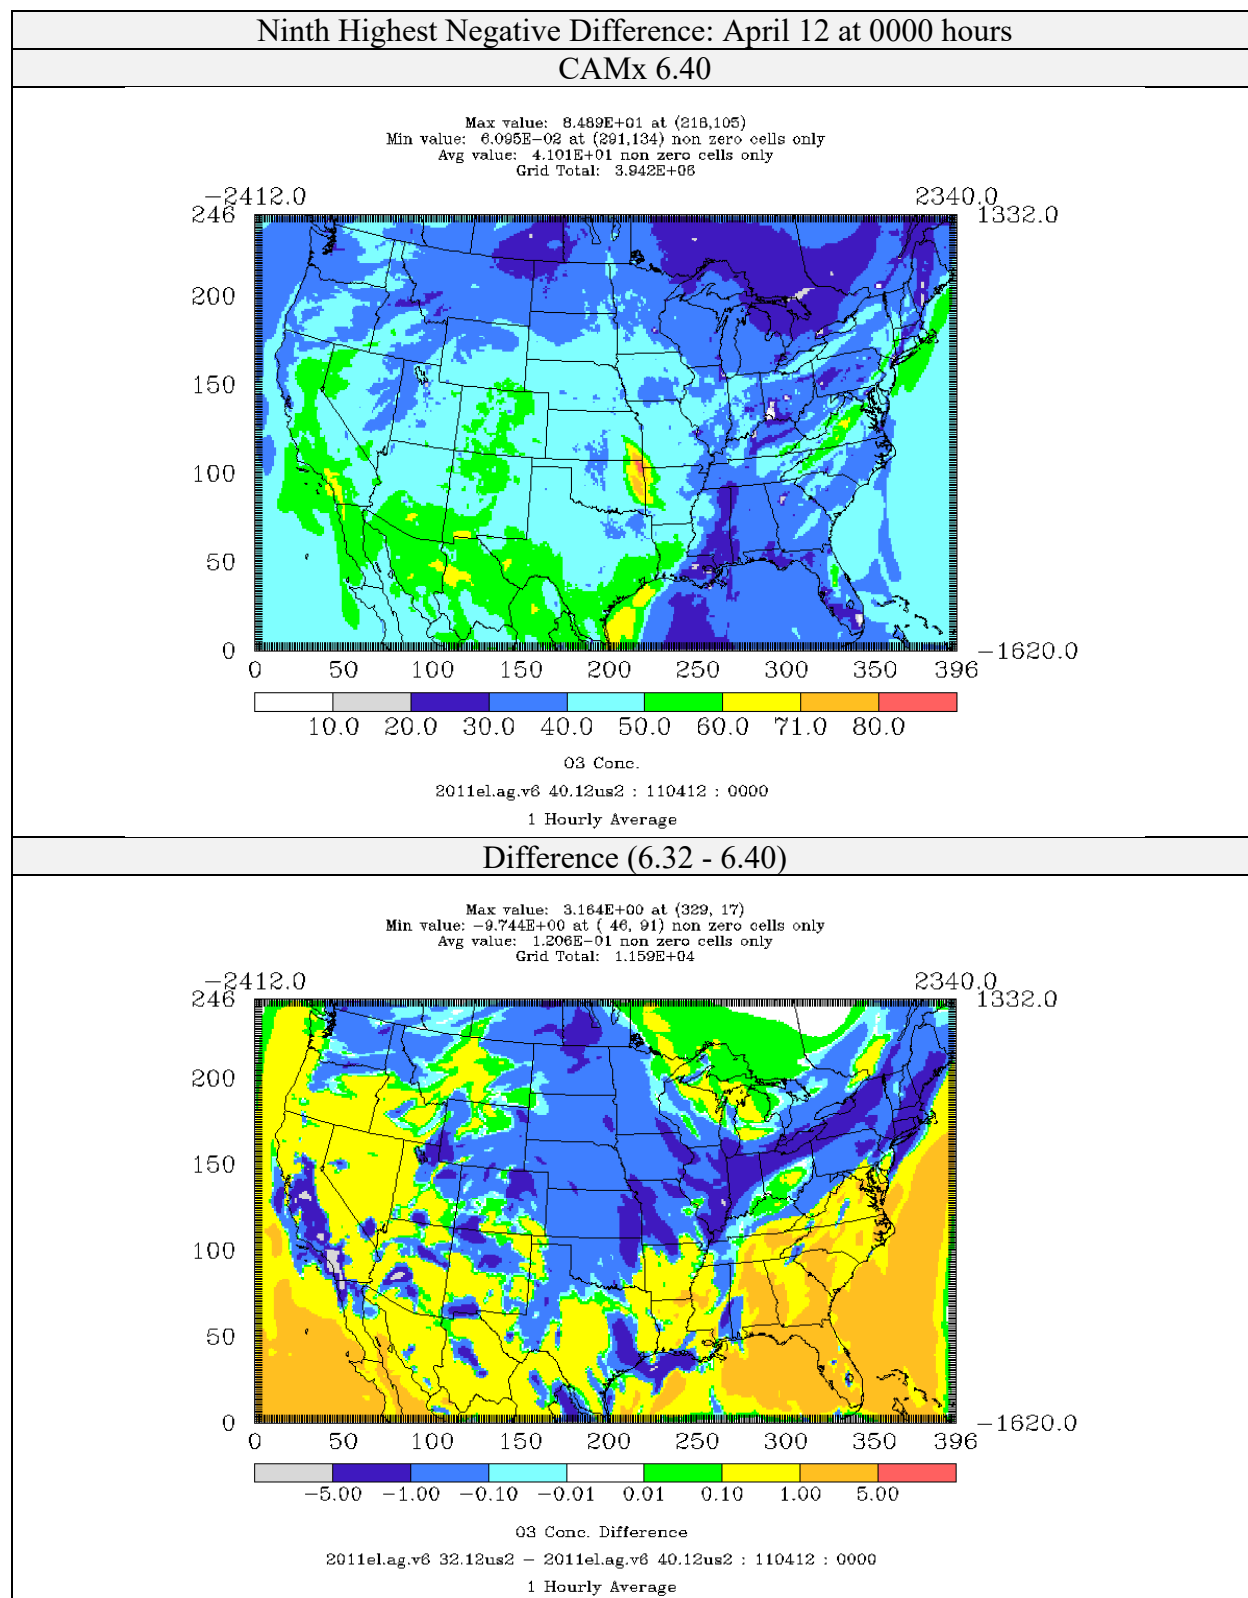 Ninth Highest Negative Difference: April 12 at 0000 hours
CAMx 6.40
Max value: 8.489E+01 at (218,105)
Min value: 6.095E-02 at (291,134) non zero cells only
Avg value: 4.101E+01 non zero cells only
Grid Total: 3.942E+06
-2412.0 2340.0
246 1332.0
200
150
100
50
0 -1620.0
0 50 100 150 200 250 300 350 396
10.0 20.0 30.0 40.0 50.0 60.0 71.0 80.0
O3 Conc.
2011el.ag.v6 40.12us2 : 110412 : 0000
1 Hourly Average
Difference (6.32 - 6.40)
Max value: 3.164E+00 at (329, 17)
Min value: -9.744E+00 at ( 46, 91) non zero cells only
Avg value: 1.206E-01 non zero cells only
Grid Total: 1.159E+04
-2412.0 2340.0
246 1332.0
200
150
100
50
0 -1620.0
0 50 100 150 200 250 300 350 396
-5.00 -1.00 -0.10 -0.01 0.01 0.10 1.00 5.00
O3 Conc. Difference
2011el.ag.v6 32.12us2 - 2011el.ag.v6 40.12us2 : 110412 : 0000
1 Hourly Average